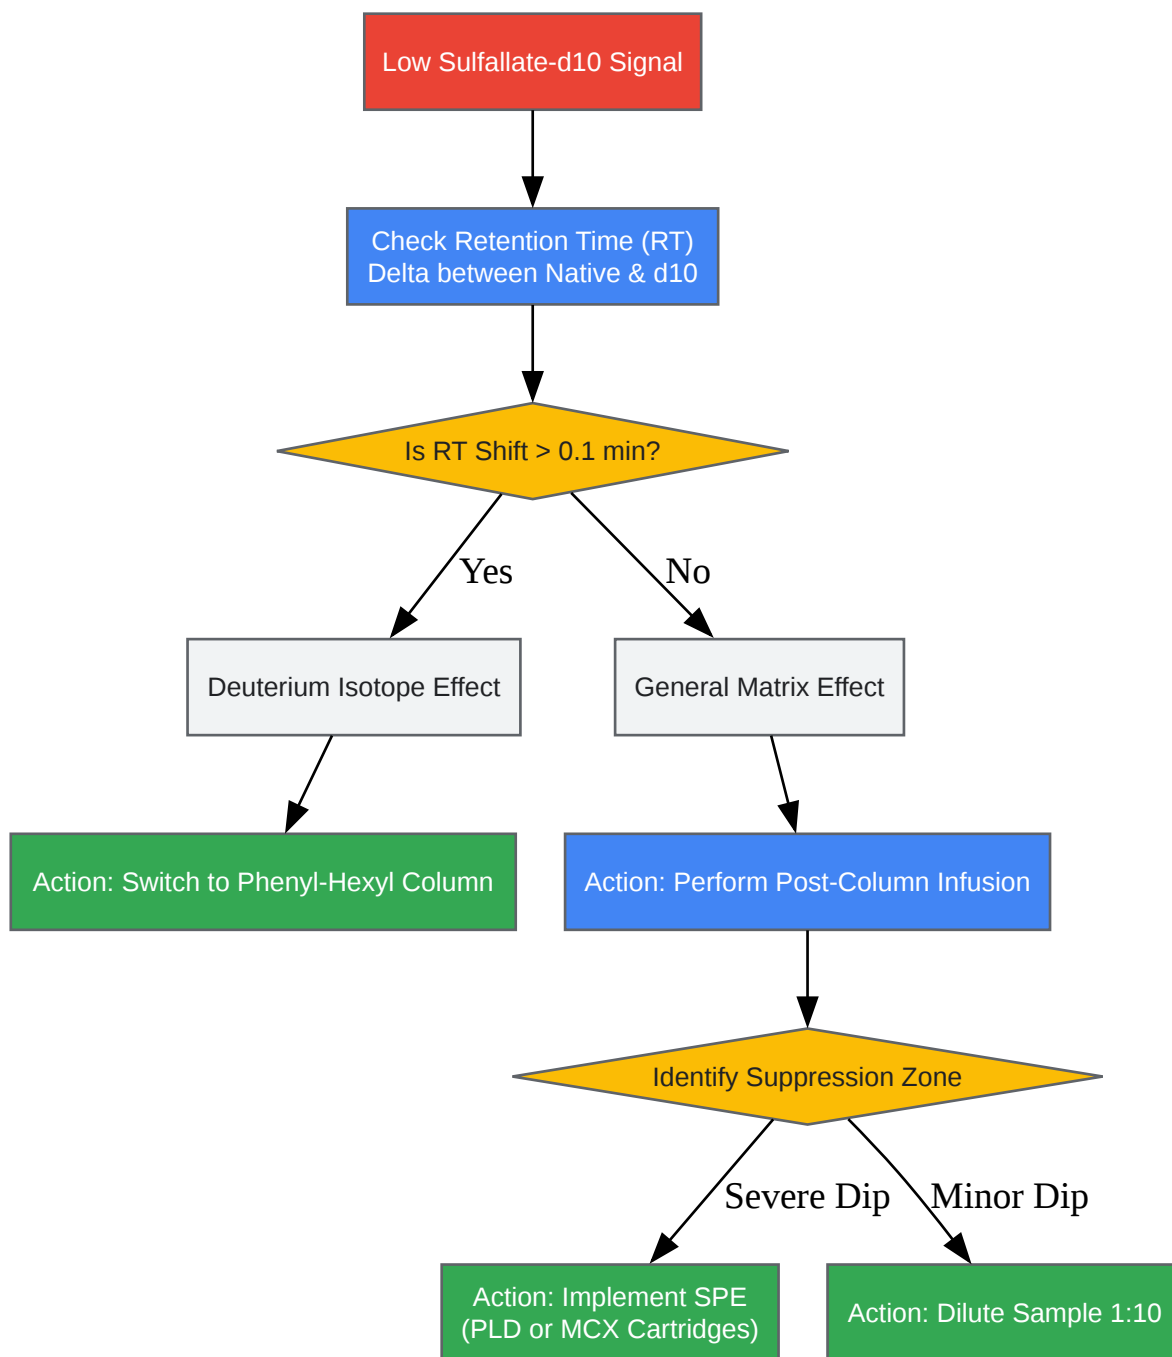 Low Sulfallate-d10 Signal
Check Retention Time (RT)
Delta between Native & d10
Is RT Shift > 0.1 min?
Yes
No
Deuterium Isotope Effect
General Matrix Effect
Action: Switch to Phenyl-Hexyl Column
Action: Perform Post-Column Infusion
Identify Suppression Zone
Severe Dip
Minor Dip
Action: Implement SPE
(PLD or MCX Cartridges)
Action: Dilute Sample 1:10